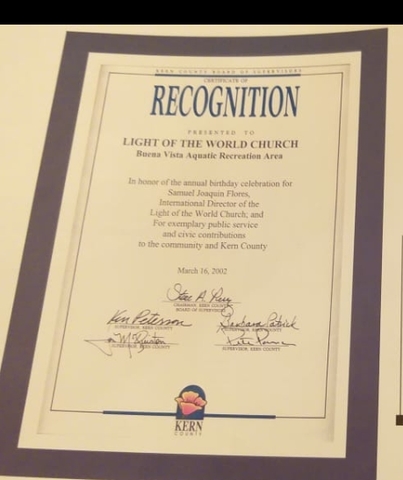 KERN COUNTY BOARD OF SUPERVISORS
CERTIFICATE OF
RECOGNITION
PRESENTED TO
LIGHT OF THE WORLD CHURCH
Buena Vista Aquatic Recreation Area
In honor of the annual birthday celebration for
Samuel Joaquin Flores,
International Director of the
Light of the World Church; and
For exemplary public service
and civic contributions
to the community and Kern County
March 16, 2002
CHAIRMAN, KERN COUNTY
BOARD OF SUPERVISORS
Ken Peterson
Barbara Patrick
SUPERVISOR, KERN COUNTY
SUPERVISOR, KERN COUNTY
SUPERVISOR, KERN COUNTY
SUPERVISOR, KERN COUNTY
KERN
COUNTY